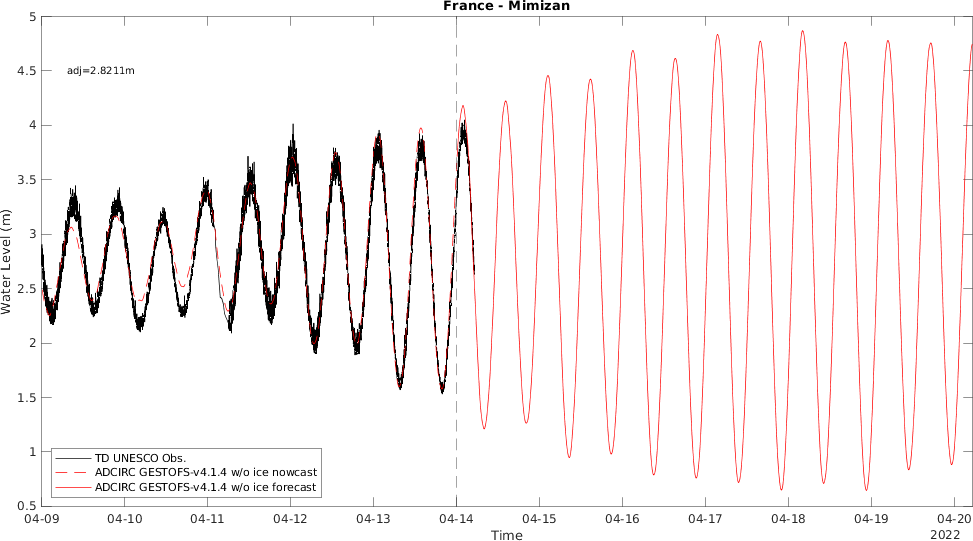 France - Mimizan
adj=2.8211m
Water Level (m)
5
4.5
4
3.5
3
2.5
2
1.5
1
0.5
TD UNESCO Obs.
ADCIRC GESTOFS-v4.1.4 w/o ice nowcast
ADCIRC GESTOFS-v4.1.4 w/o ice forecast
04-09 04-10 04-11 04-12 04-13 04-14 04-15 04-16 04-17 04-18 04-19 04-20
Time
2022